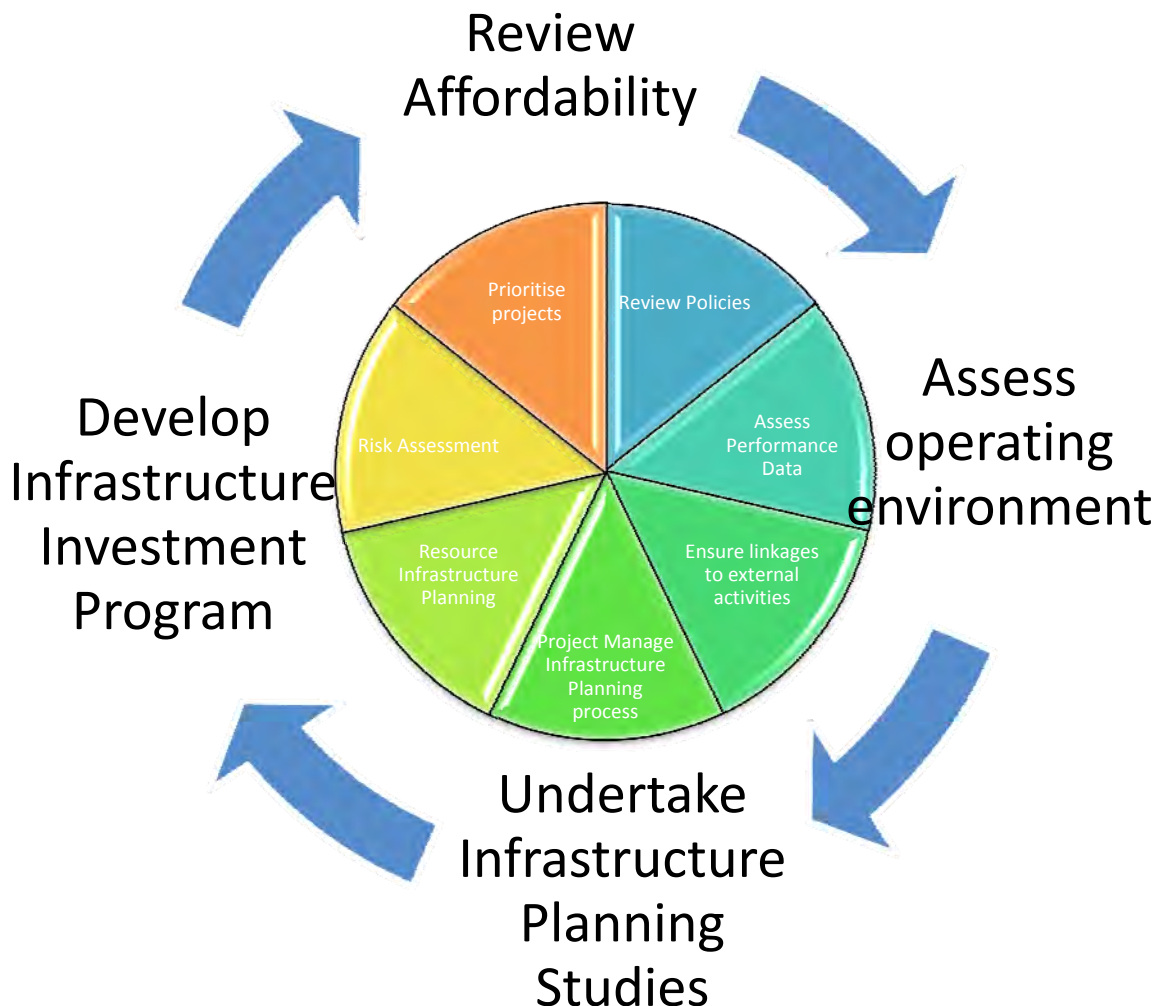 Review
Affordability
Prioritise
projects
Review Policies
Assess
operating
environment
Assess
Performance
Data
Develop
Infrastructure
Investment
Program
Risk Assessment
Resource
Infrastructure
Planning
Ensure linkages
to external
activities
Project Manage
Infrastructure
Planning
process
Undertake
Infrastructure
Planning
Studies